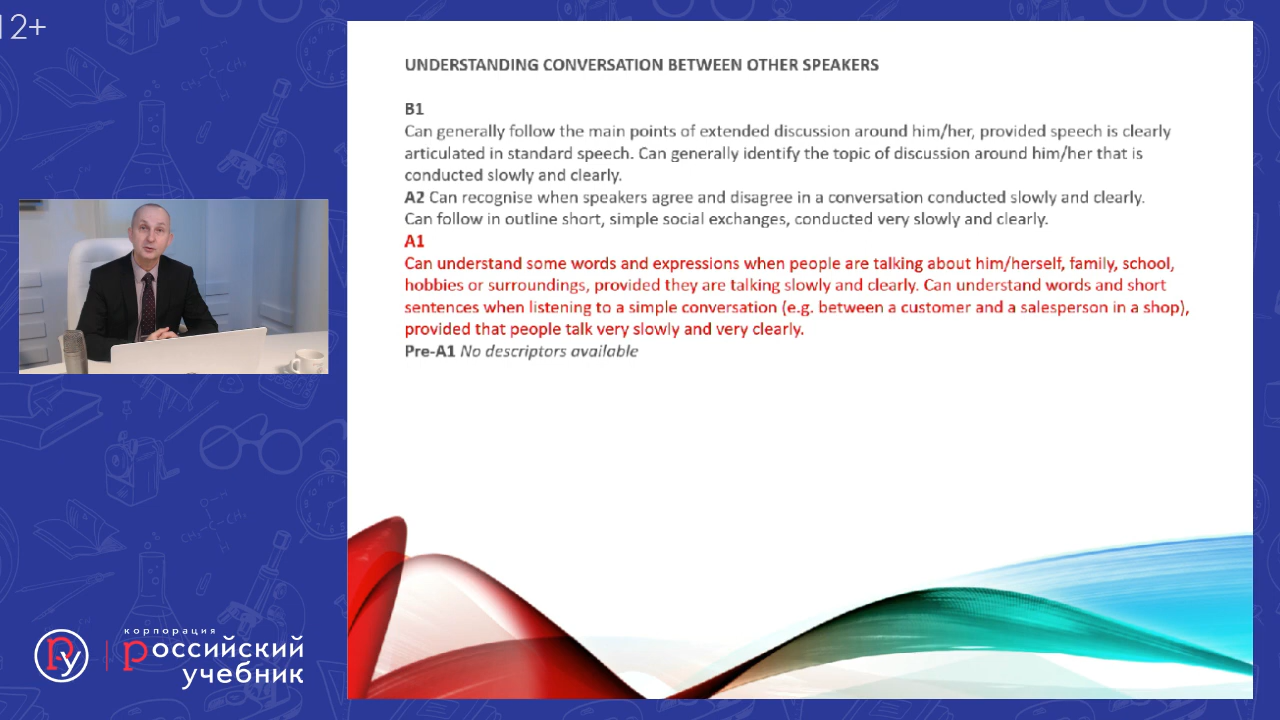 12+
UNDERSTANDING CONVERSATION BETWEEN OTHER SPEAKERS
B1
Can generally follow the main points of extended discussion around him/her, provided speech is clearly
articulated in standard speech. Can generally identify the topic of discussion around him/her that is
conducted slowly and clearly.
A2 Can recognise when speakers agree and disagree in a conversation conducted slowly and clearly.
Can follow in outline short, simple social exchanges, conducted very slowly and clearly.
A1
Can understand some words and expressions when people are talking about him/herself, family, school,
hobbies or surroundings, provided they are talking slowly and clearly. Can understand words and short
sentences when listening to a simple conversation (e.g. between a customer and a salesperson in a shop),
provided that people talk very slowly and very clearly.
Pre-A1 No descriptors available
Ру
корпорация
российский
учебник